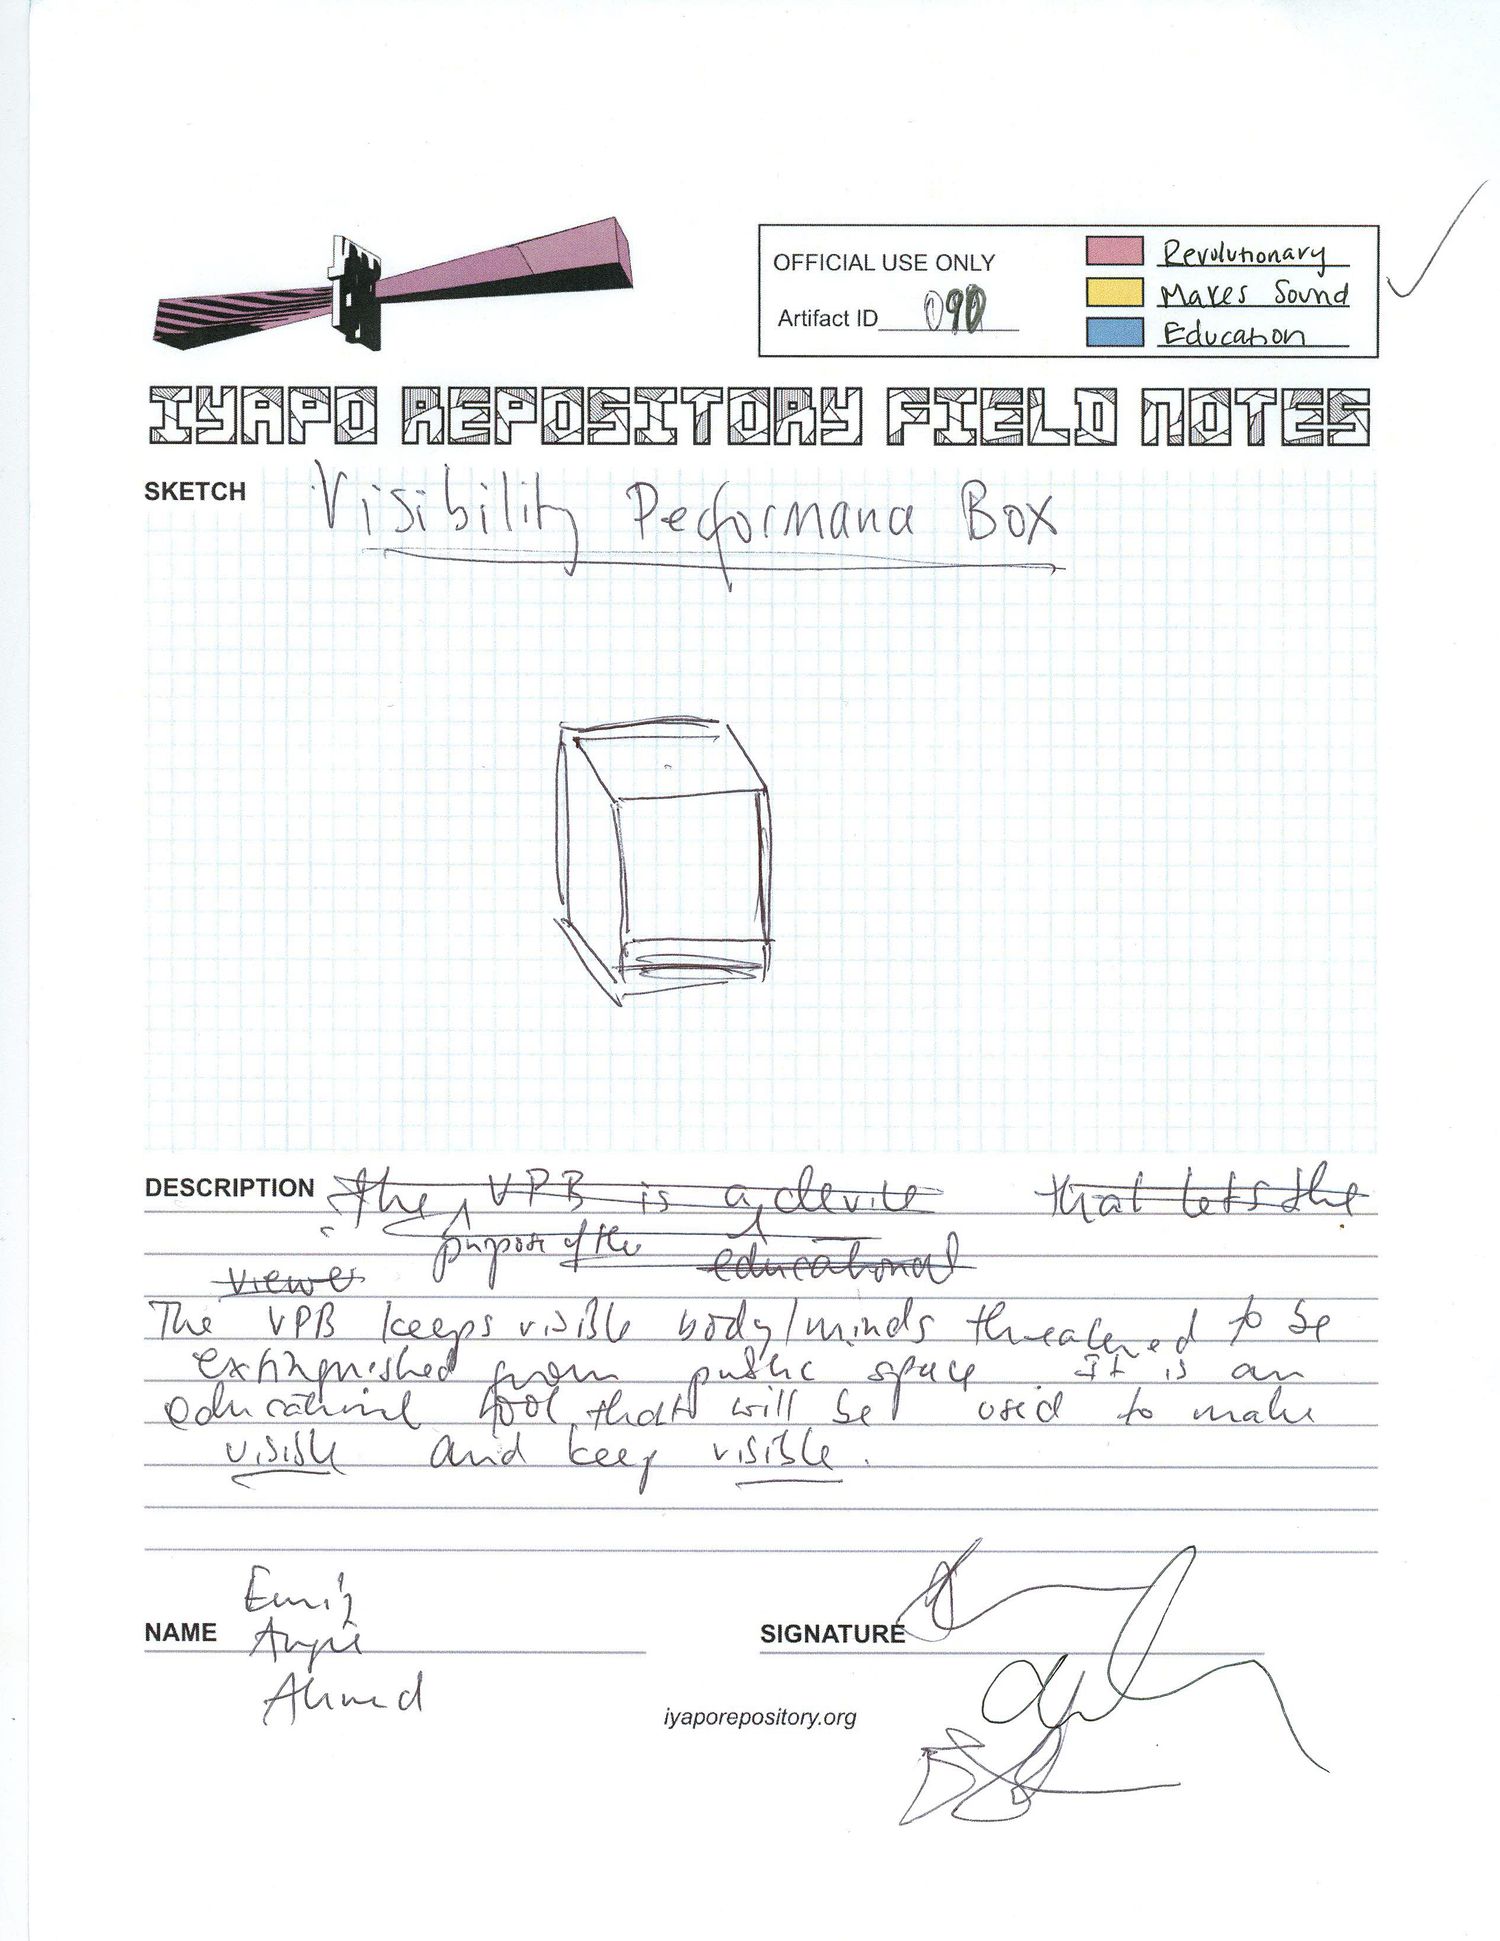 OFFICIAL USE ONLY
Artifact ID 090
Revolutionary
Makes Sound
Education
IYAPO REPOSITORY FIELD NOTES
SKETCH
Visibility Performance Box
DESCRIPTION The VPB is a device that lets the
purpose of the educational
viewer
The VPB keeps visible body/minds threatened to be
extinguished from public space It is an
educational tool that will be used to make
visible and keep visible.
Emily
NAME Angie
Ahmed
SIGNATURE
iyaporepository.org